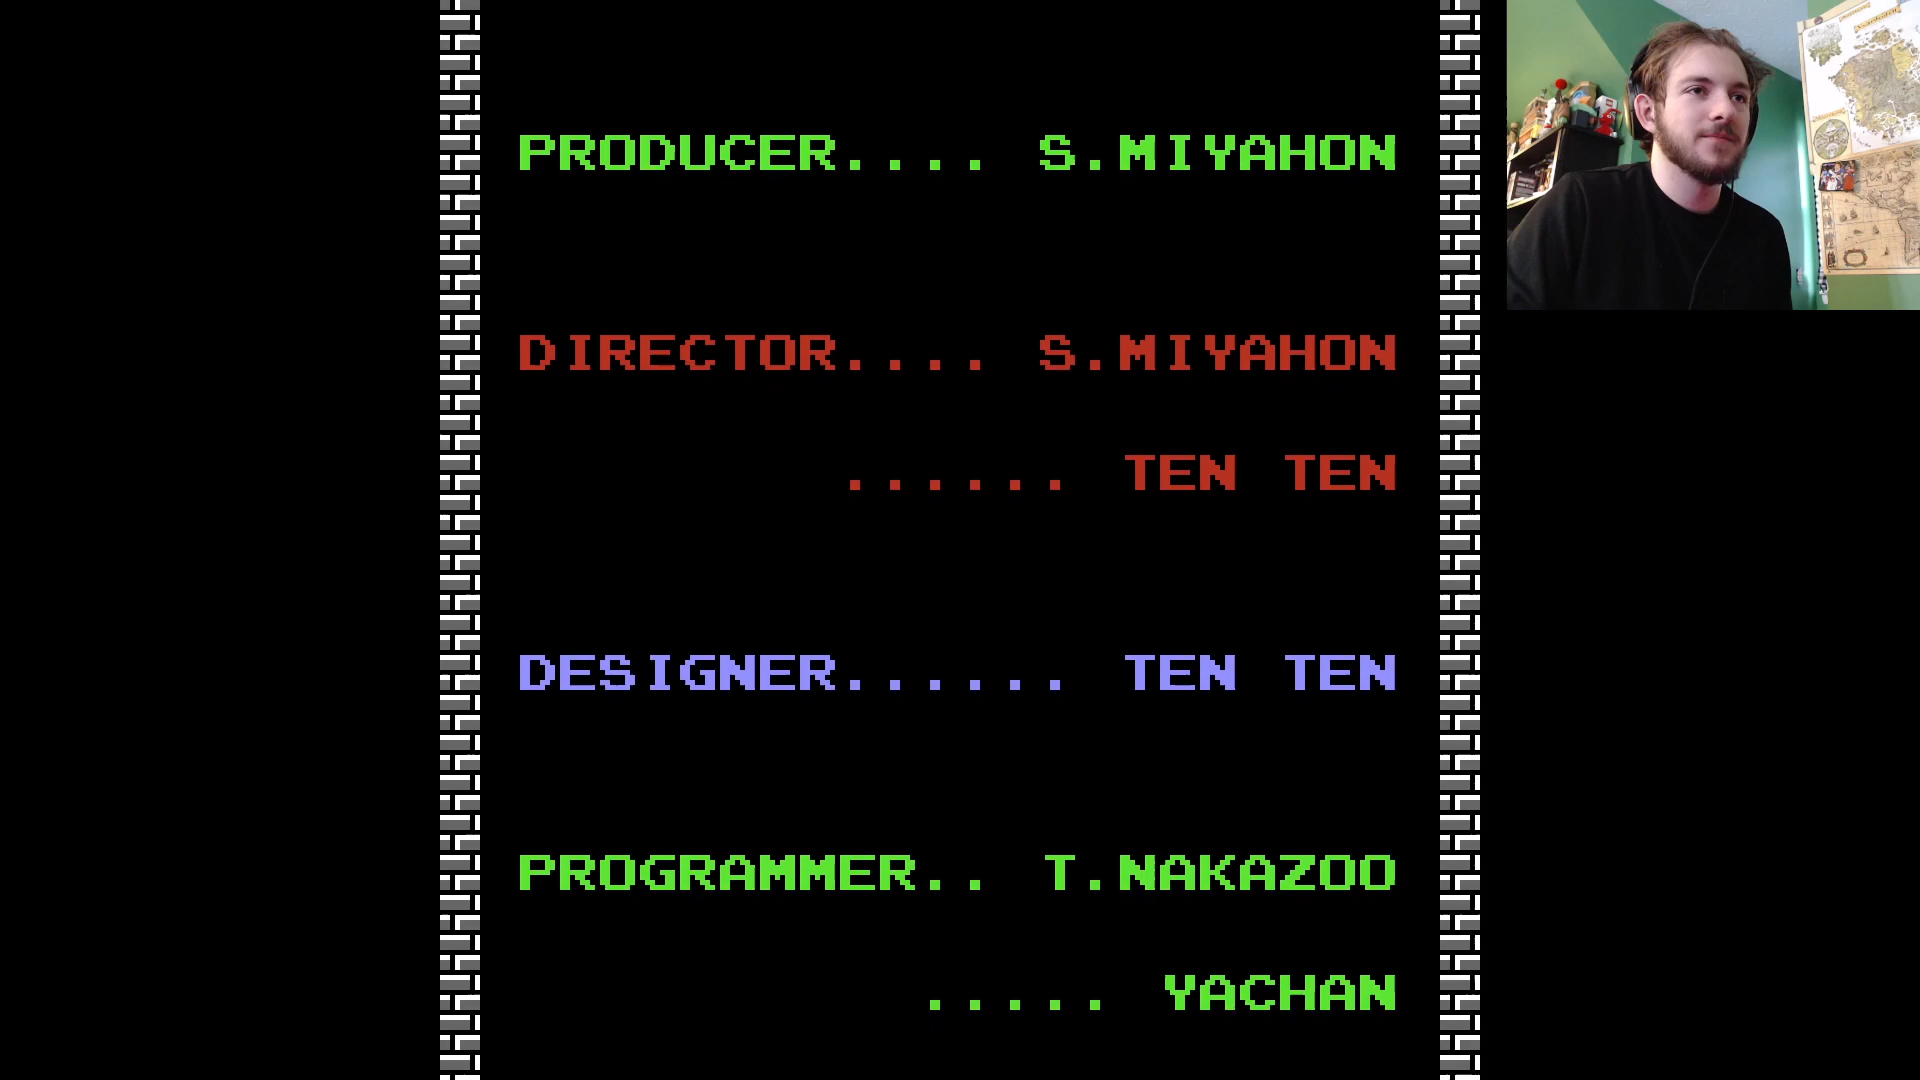 PRODUCER.... S.MIYAHON
DIRECTOR.... S.MIYAHON
...... TEN TEN
DESIGNER...... TEN TEN
PROGRAMMER.. T.NAKAZOO
..... YACHAN